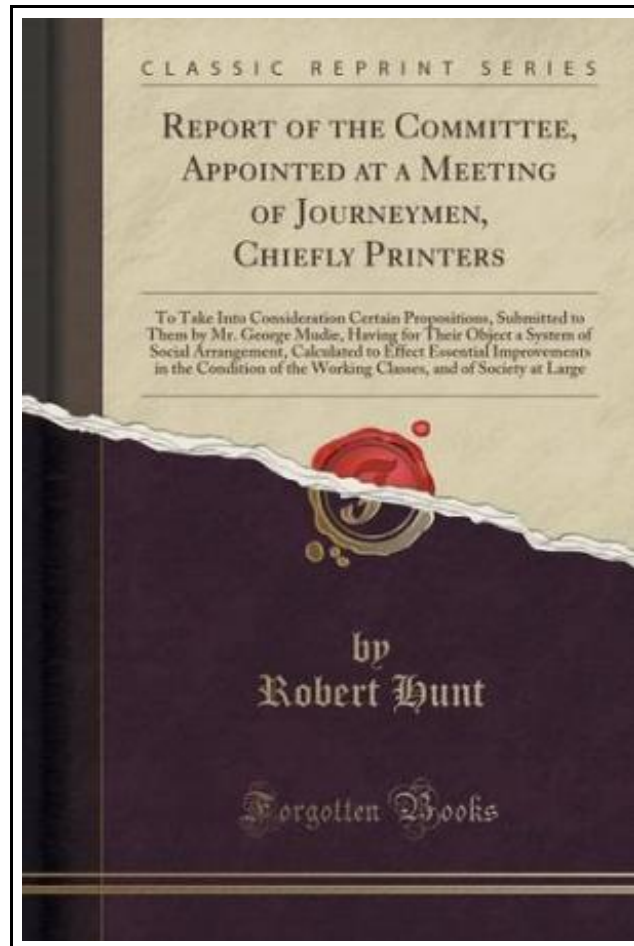 CLASSIC REPRINT SERIES
REPORT OF THE COMMITTEE,
APPOINTED AT A MEETING
OF JOURNEYMEN,
CHIEFLY PRINTERS
To Take Into Consideration Certain Propositions, Submitted to
Them by Mr. George Mudie, Having for Their Object a System of
Social Arrangement, Calculated to Effect Essential Improvements
in the Condition of the Working Classes, and of Society at Large
by
Robert Hunt
Forgotten Books